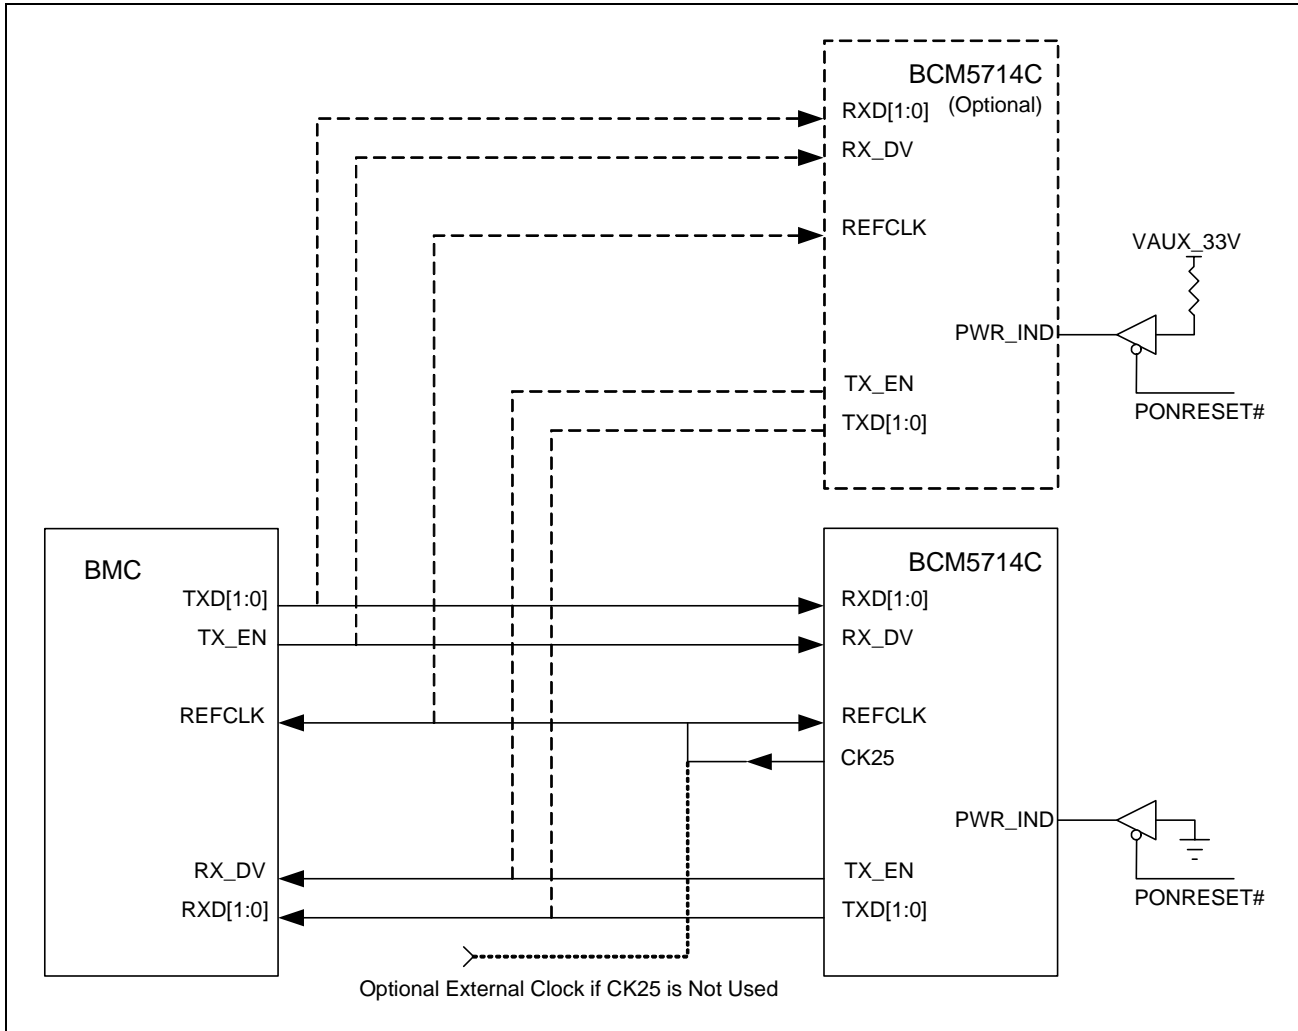 BCM5714C
(Optional)
RXD[1:0]
RX_DV
REFCLK
VAUX_33V
PWR_IND
TX_EN
PONRESET#
TXD[1:0]
BMC
BCM5714C
TXD[1:0]
RXD[1:0]
TX_EN
RX_DV
REFCLK
REFCLK
CK25
PWR_IND
RX_DV
TX_EN
PONRESET#
RXD[1:0]
TXD[1:0]
Optional External Clock if CK25 is Not Used